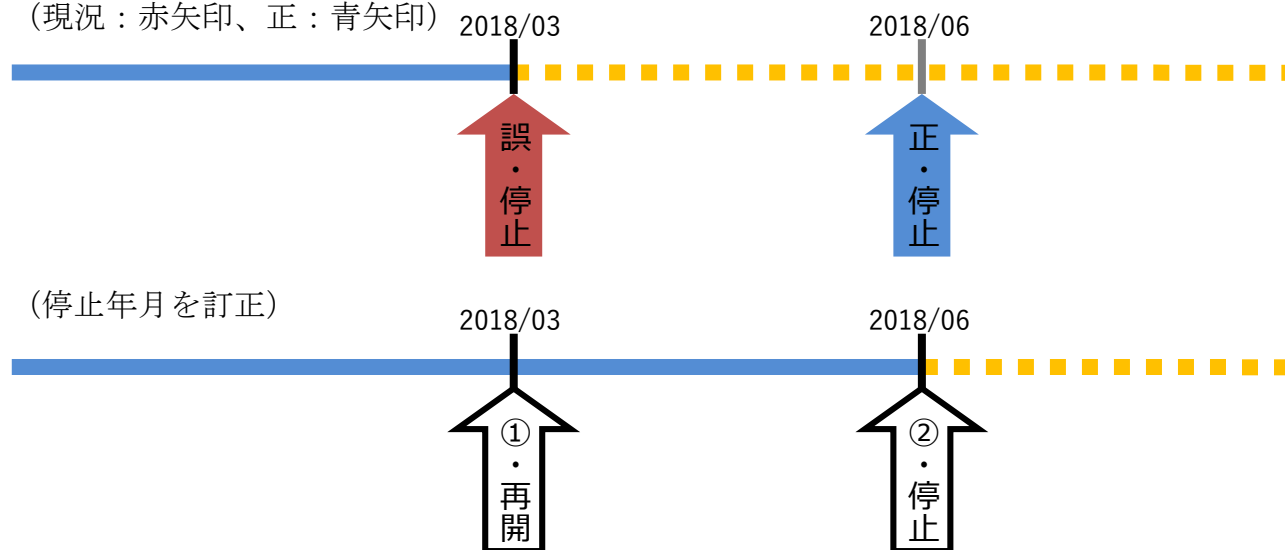 （現況：赤矢印、正：青矢印）
2018/03
2018/06
誤・停止
正・停止
（停止年月を訂正）
2018/03
2018/06
①・再開
②・停止